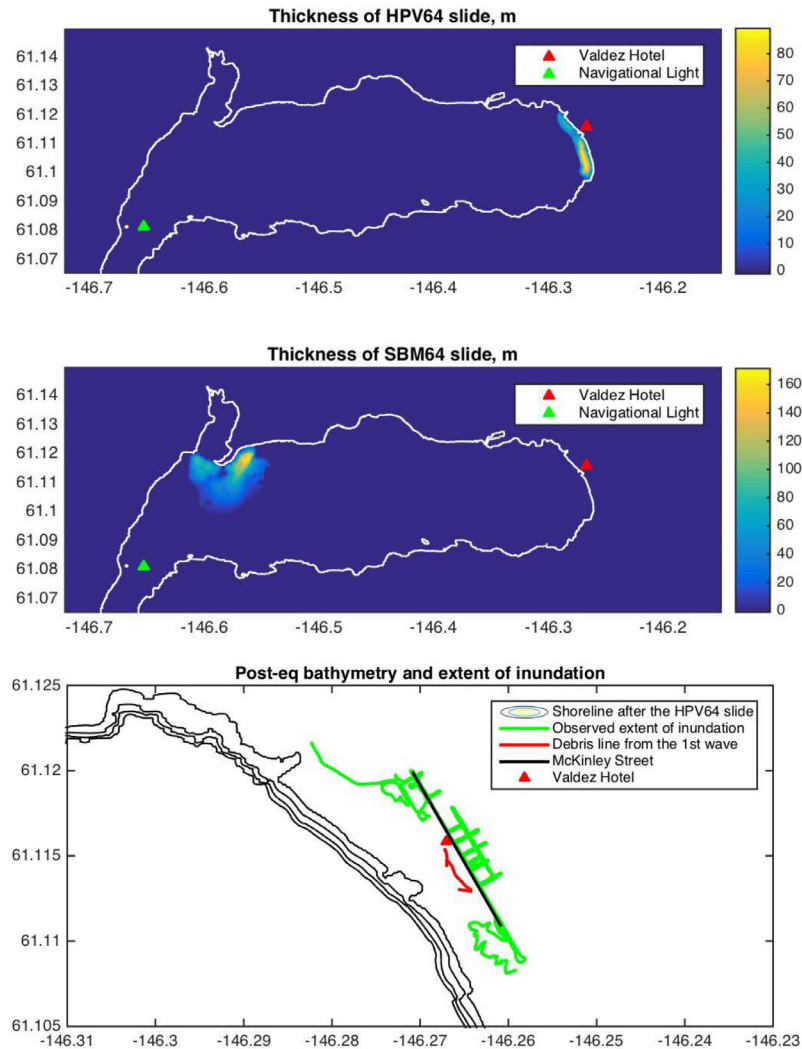 Thickness of HPV64 slide, m
61.14
61.13
61.12
61.11
61.1
61.09
61.08
61.07
Valdez Hotel
Navigational Light
80
70
60
50
40
30
20
10
0
-146.7 -146.6 -146.5 -146.4 -146.3 -146.2
Thickness of SBM64 slide, m
61.14
61.13
61.12
61.11
61.1
61.09
61.08
61.07
Valdez Hotel
Navigational Light
160
140
120
100
80
60
40
20
0
-146.7 -146.6 -146.5 -146.4 -146.3 -146.2
Post-eq bathymetry and extent of inundation
61.125
61.12
61.115
61.11
61.105
Shoreline after the HPV64 slide
Observed extent of inundation
Debris line from the 1st wave
McKinley Street
Valdez Hotel
-146.31 -146.3 -146.29 -146.28 -146.27 -146.26 -146.25 -146.24 -146.23